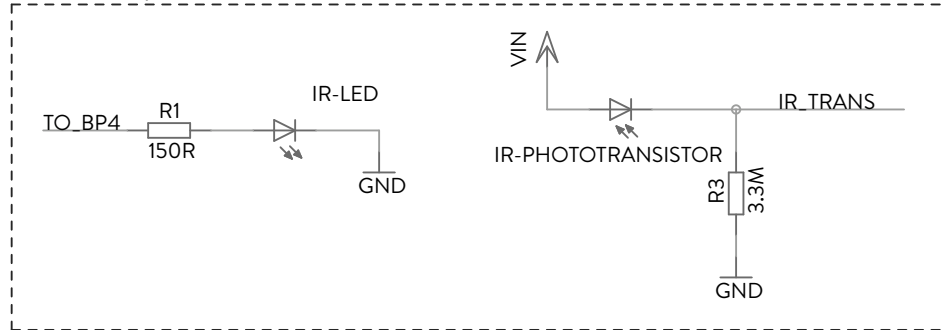 TO_BP4
R1
150R
IR-LED
GND
VIN
IR-PHOTOTRANSISTOR
IR_TRANS
R3
3.3M
GND